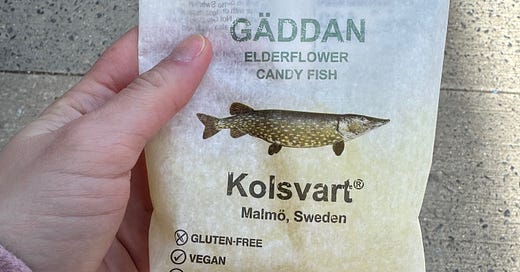 GÄDDAN
ELDERFLOWER
CANDY FISH
Kolsvart®
Malmö, Sweden
GLUTEN-FREE
VEGAN